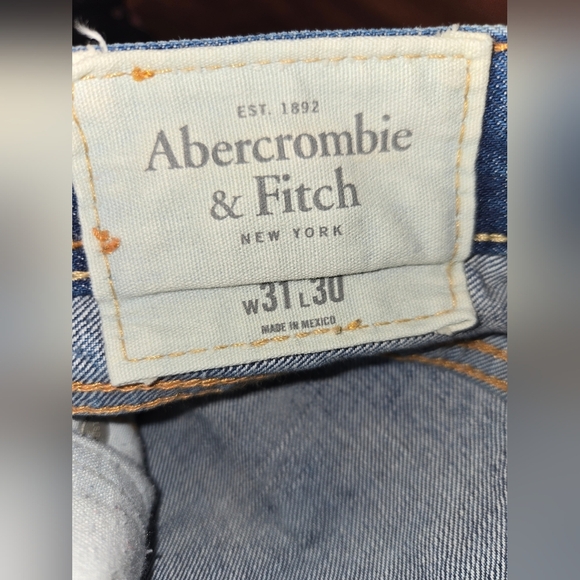 EST. 1892
Abercrombie
& Fitch
NEW YORK
W31 L30
MADE IN MEXICO